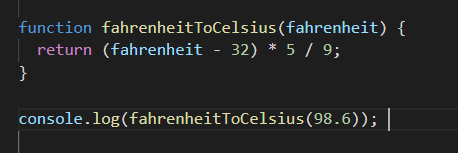 function fahrenheitToCelsius(fahrenheit) {
  return (fahrenheit - 32) * 5 / 9;
}
console.log(fahrenheitToCelsius(98.6));